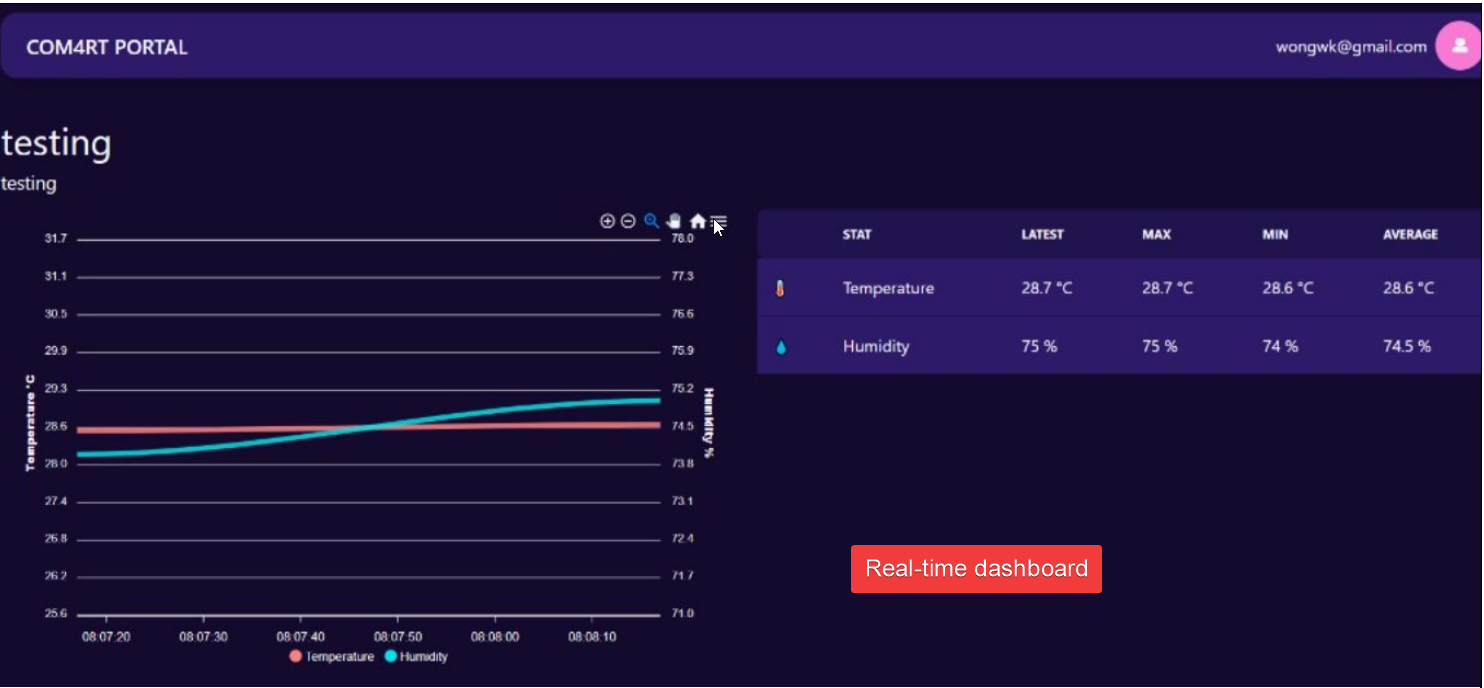 COM4RT PORTAL
wongwk@gmail.com
testing
testing
31.7
31.1
30.5
29.9
29.3
28.6
28.0
27.4
26.8
26.2
25.6
Temperature °C
78.0
77.3
76.6
75.9
75.2
74.5
73.8
73.1
72.4
71.7
71.0
Humidity %
08:07:20 08:07:30 08:07:40 08:07:50 08:08:00 08:08:10
Temperature Humidity
STAT LATEST MAX MIN AVERAGE
Temperature 28.7 °C 28.7 °C 28.6 °C 28.6 °C
Humidity 75 % 75 % 74 % 74.5 %
Real-time dashboard